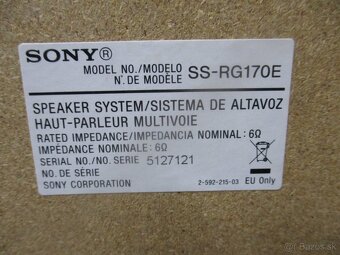 SONY®
MODEL NO./MODELO
N.º DE MODÈLE SS-RG170E
SPEAKER SYSTEM/SISTEMA DE ALTAVOZ
HAUT-PARLEUR MULTIVOIE
RATED IMPEDANCE/IMPEDANCIA NOMINAL: 6Ω
IMPÉDANCE NOMINALE: 6Ω
SERIAL NO./NO. SERIE 5127121
NO. DE SÉRIE
SONY CORPORATION 2-592-215-03 EU Only
© Bazos.sk